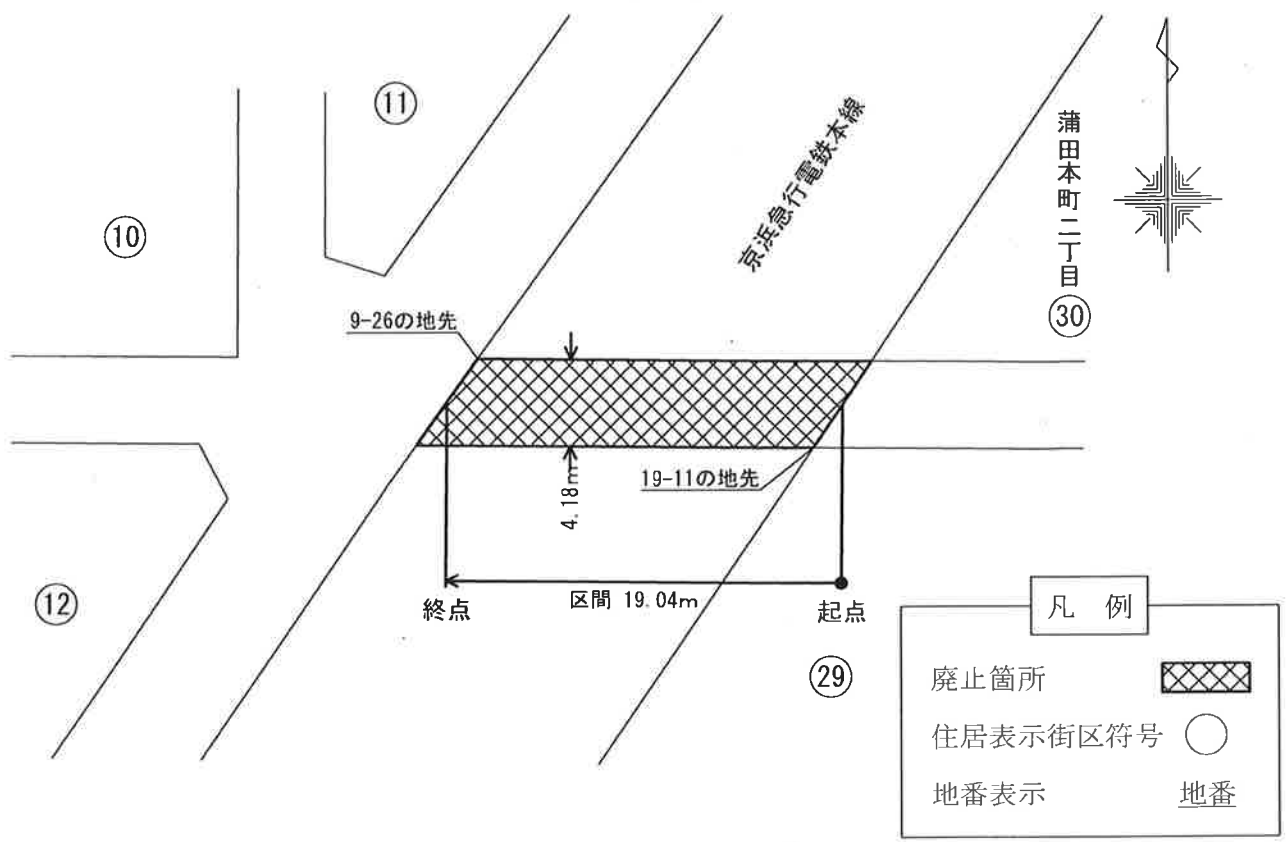 ⑪
⑩
京浜急行電鉄本線
蒲田本町二丁目
㉚
9-26の地先
19-11の地先
4.18m
区間 19.04m
終点
起点
⑫
㉙
凡 例
廃止箇所
住居表示街区符号
地番表示 地番